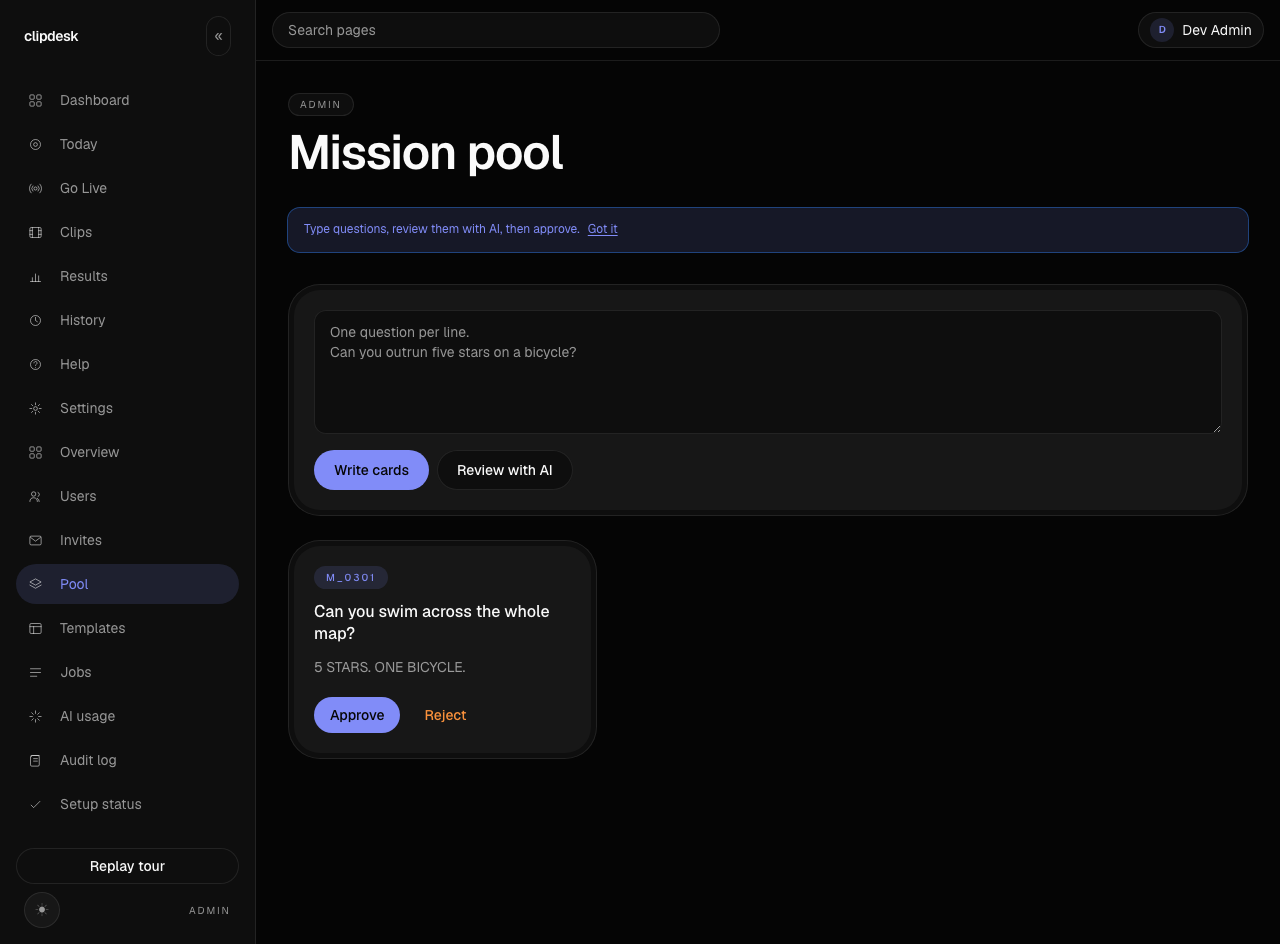 clipdesk
«
Search pages
D
Dev Admin
Dashboard
Today
Go Live
Clips
Results
History
Help
Settings
Overview
Users
Invites
Pool
Templates
Jobs
AI usage
Audit log
Setup status
Replay tour
ADMIN
ADMIN
Mission pool
Type questions, review them with AI, then approve. Got it
One question per line.
Can you outrun five stars on a bicycle?
Write cards
Review with AI
M_0301
Can you swim across the whole
map?
5 STARS. ONE BICYCLE.
Approve
Reject